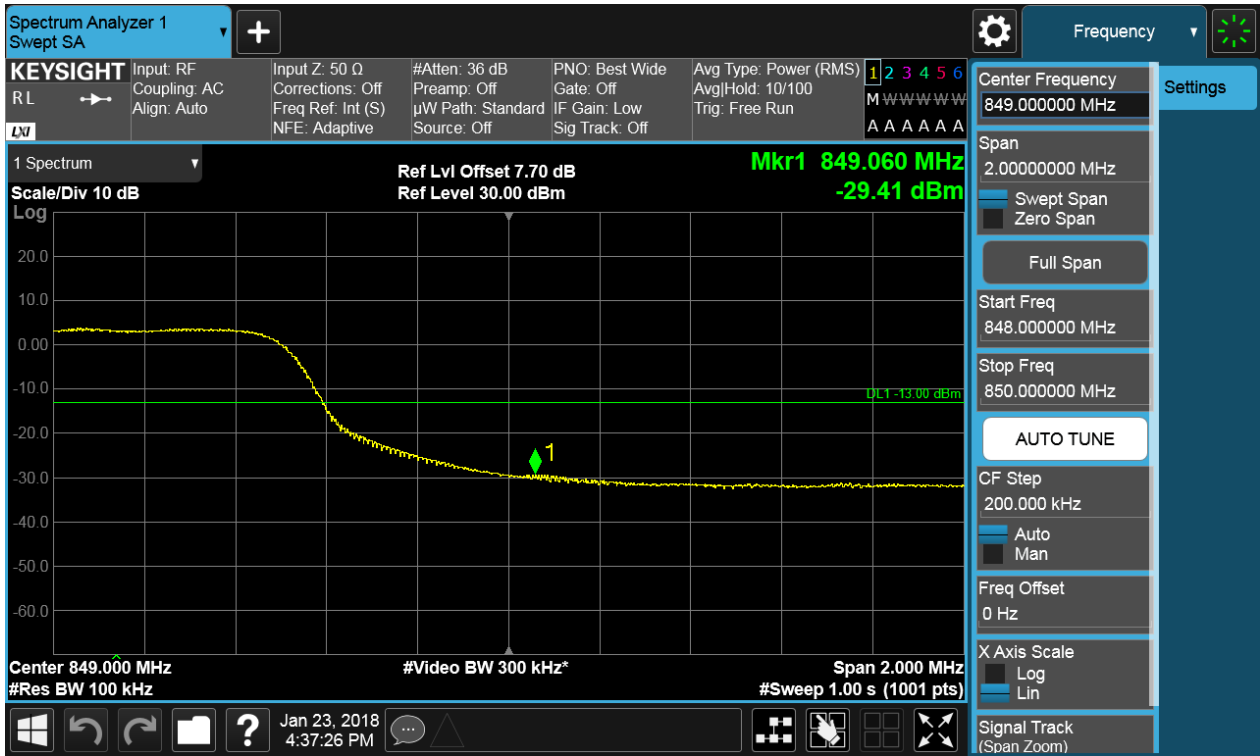 Spectrum Analyzer 1
Swept SA
Frequency
KEYSIGHT
R L
LXI
Input: RF
Coupling: AC
Align: Auto
Input Z: 50 Ω
Corrections: Off
Freq Ref: Int (S)
NFE: Adaptive
#Atten: 36 dB
Preamp: Off
µW Path: Standard
Source: Off
PNO: Best Wide
Gate: Off
IF Gain: Low
Sig Track: Off
Avg Type: Power (RMS)
Avg|Hold: 10/100
Trig: Free Run
1 2 3 4 5 6
M W W W W W
A A A A A A
1 Spectrum
Scale/Div 10 dB
Ref Lvl Offset 7.70 dB
Ref Level 30.00 dBm
Mkr1 849.060 MHz
-29.41 dBm
Log
20.0
10.0
0.00
-10.0
-20.0
-30.0
-40.0
-50.0
-60.0
DL1 -13.00 dBm
1
Center 849.000 MHz
#Res BW 100 kHz
#Video BW 300 kHz*
Span 2.000 MHz
#Sweep 1.00 s (1001 pts)
Center Frequency
849.000000 MHz
Span
2.00000000 MHz
Swept Span
Zero Span
Full Span
Start Freq
848.000000 MHz
Stop Freq
850.000000 MHz
AUTO TUNE
CF Step
200.000 kHz
Auto
Man
Freq Offset
0 Hz
X Axis Scale
Log
Lin
Signal Track
(Span Zoom)
Settings
?
Jan 23, 2018
4:37:26 PM